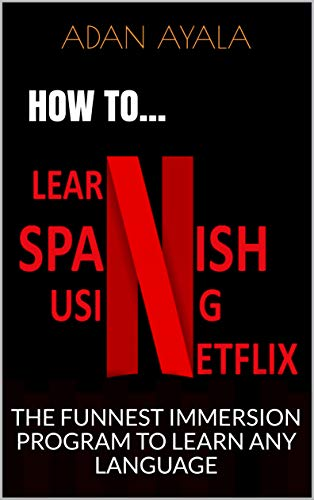 ADAN AYALA
HOW TO...
LEARN
SPANISH
USING
NETFLIX
THE FUNNEST IMMERSION
PROGRAM TO LEARN ANY
LANGUAGE